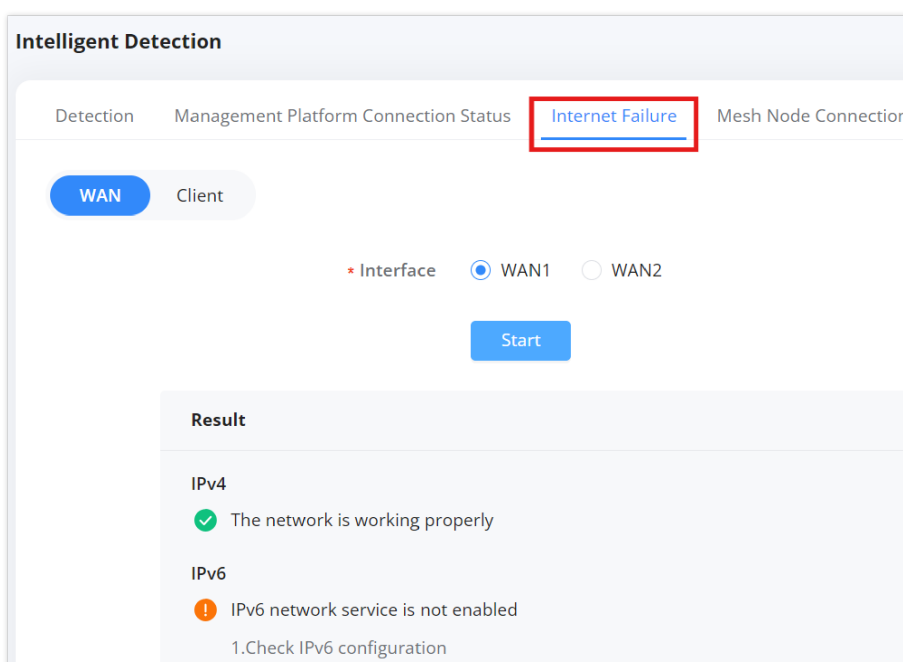 Intelligent Detection
Detection Management Platform Connection Status Internet Failure Mesh Node Connection
WAN Client
* Interface WAN1 WAN2
Start
Result
IPv4
The network is working properly
IPv6
IPv6 network service is not enabled
1.Check IPv6 configuration